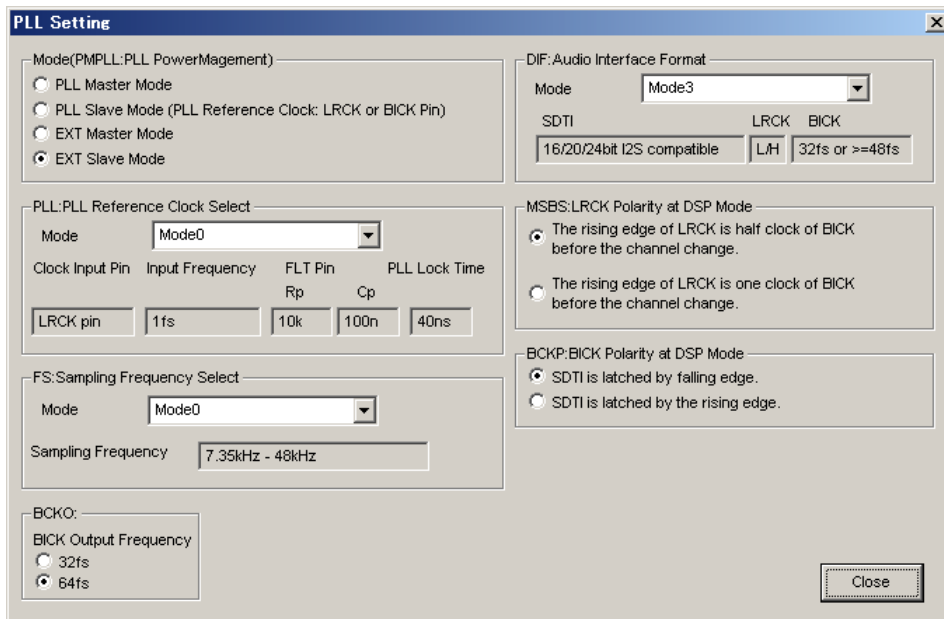 PLL Setting
Mode(PMPLL:PLL PowerMagement)
PLL Master Mode
PLL Slave Mode (PLL Reference Clock: LRCK or BICK Pin)
EXT Master Mode
EXT Slave Mode
PLL:PLL Reference Clock Select
Mode Mode0
Clock Input Pin Input Frequency FLT Pin PLL Lock Time
Rp Cp
LRCK pin 1fs 10k 100n 40ns
FS:Sampling Frequency Select
Mode Mode0
Sampling Frequency 7.35kHz - 48kHz
BCKO:
BICK Output Frequency
32fs
64fs
DIF:Audio Interface Format
Mode Mode3
SDTI LRCK BICK
16/20/24bit I2S compatible L/H 32fs or >=48fs
MSBS:LRCK Polarity at DSP Mode
The rising edge of LRCK is half clock of BICK
before the channel change.
The rising edge of LRCK is one clock of BICK
before the channel change.
BCKP:BICK Polarity at DSP Mode
SDTI is latched by falling edge.
SDTI is latched by the rising edge.
Close